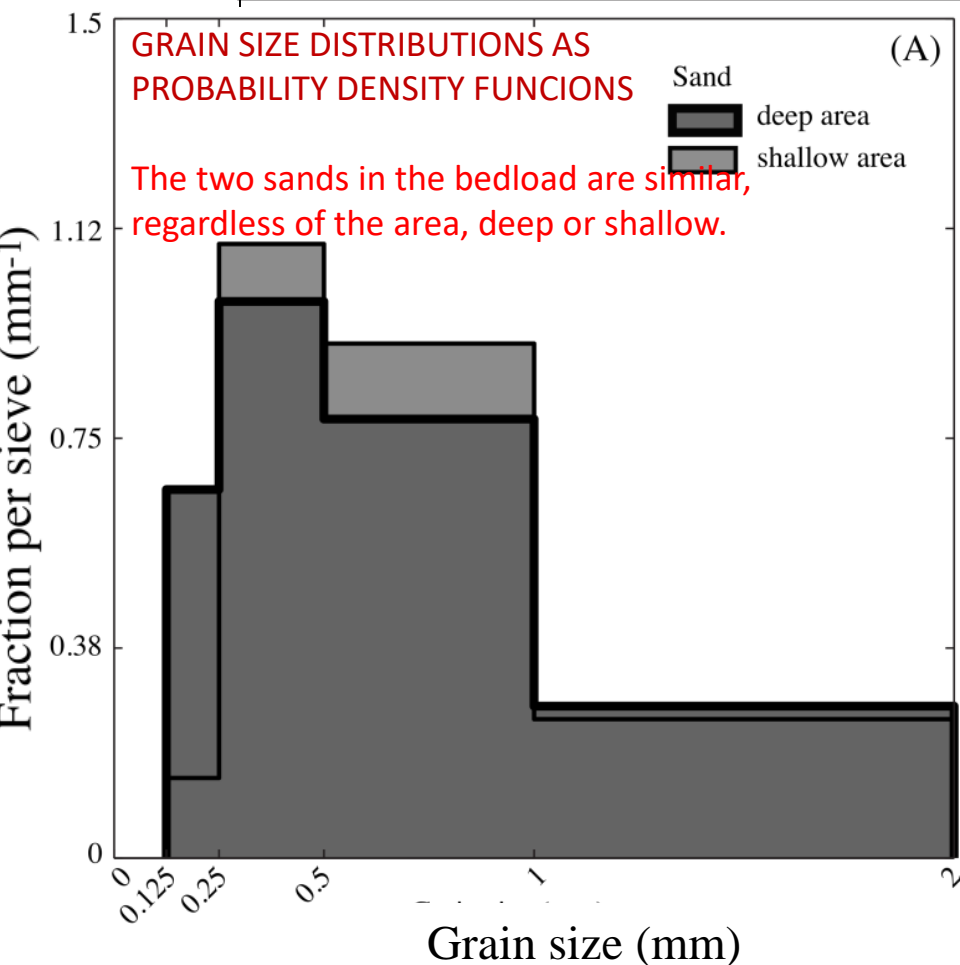 1.5
GRAIN SIZE DISTRIBUTIONS AS
PROBABILITY DENSITY FUNCIONS
(A)
Sand
deep area
shallow area
The two sands in the bedload are similar,
regardless of the area, deep or shallow.
1.12
0.75
0.38
0
Fraction per sieve (mm-1)
0
0.125
0.25
0.5
1
2
Grain size (mm)